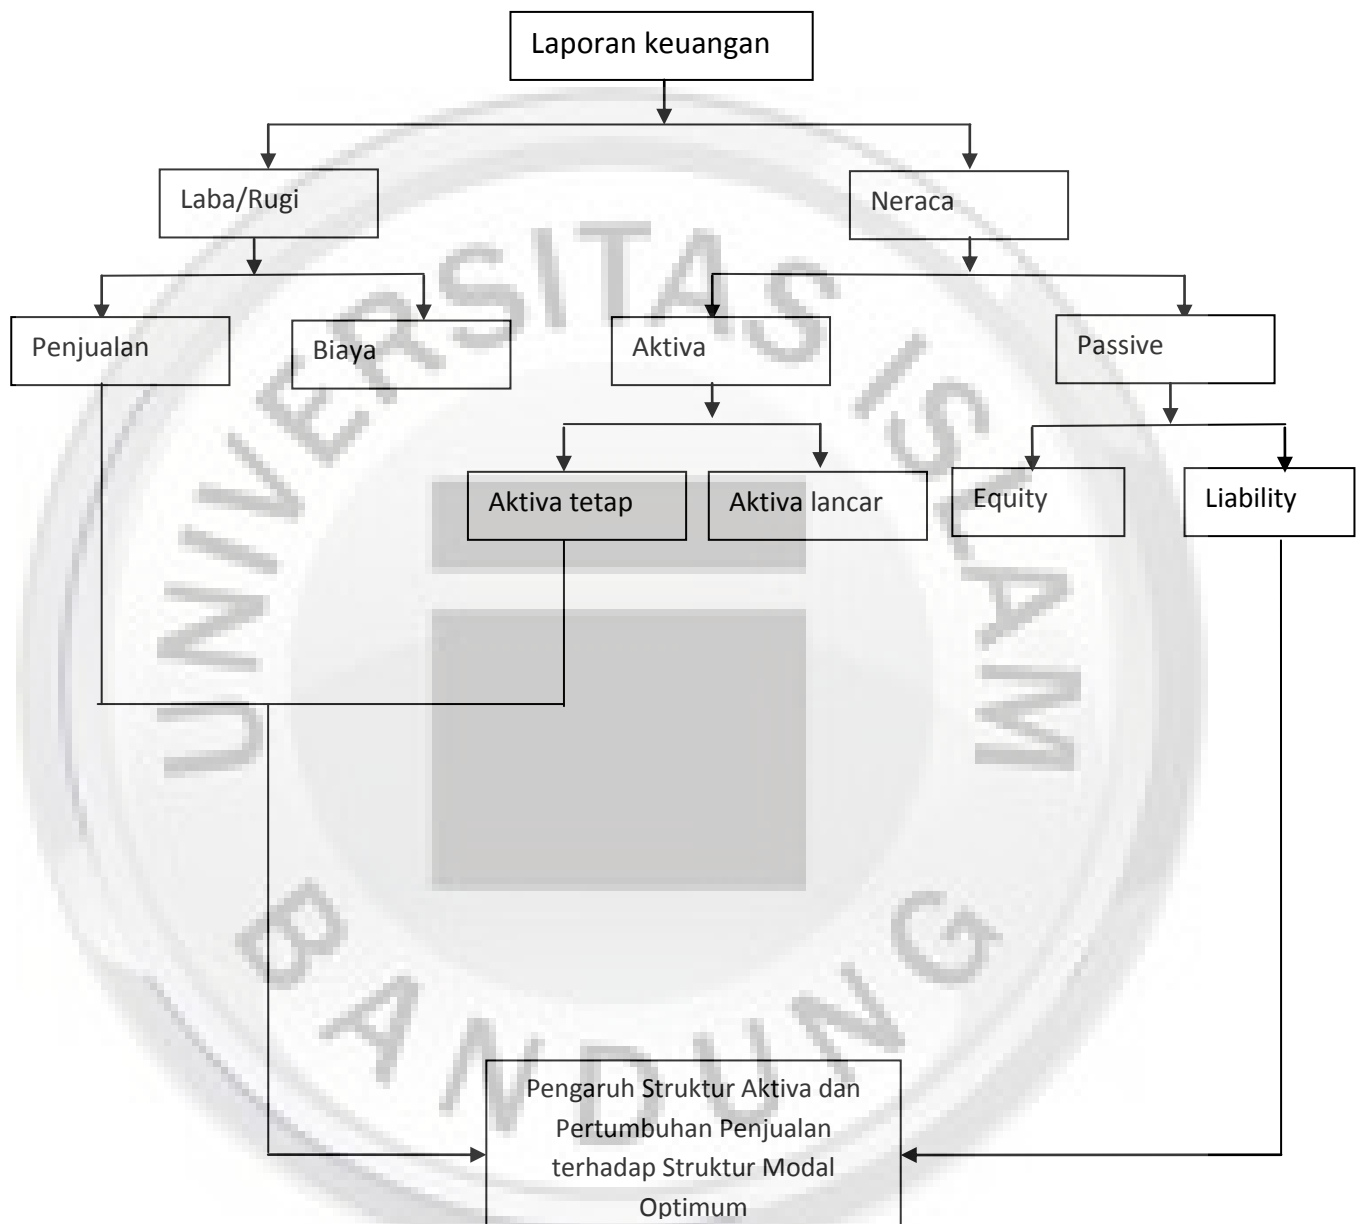 Laporan keuangan
Laba/Rugi
Neraca
Penjualan
Biaya
Aktiva
Passive
Aktiva tetap
Aktiva lancar
Equity
Liability
Pengaruh Struktur Aktiva dan
Pertumbuhan Penjualan
terhadap Struktur Modal
Optimum
UNIVERSITAS ISLAM
BANDUNG